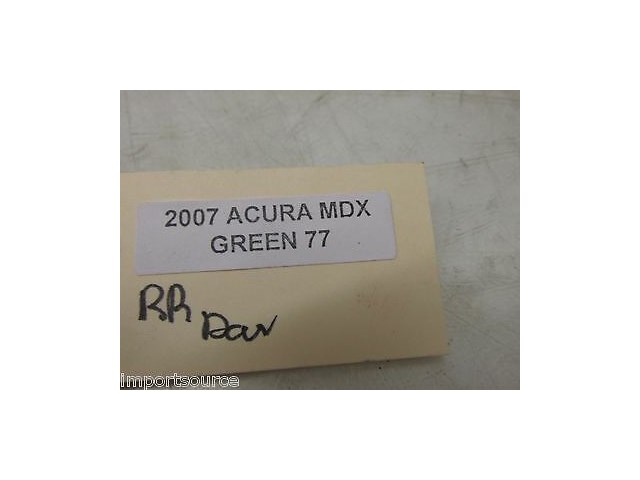 2007 ACURA MDX
GREEN 77
RR
Door
importsource